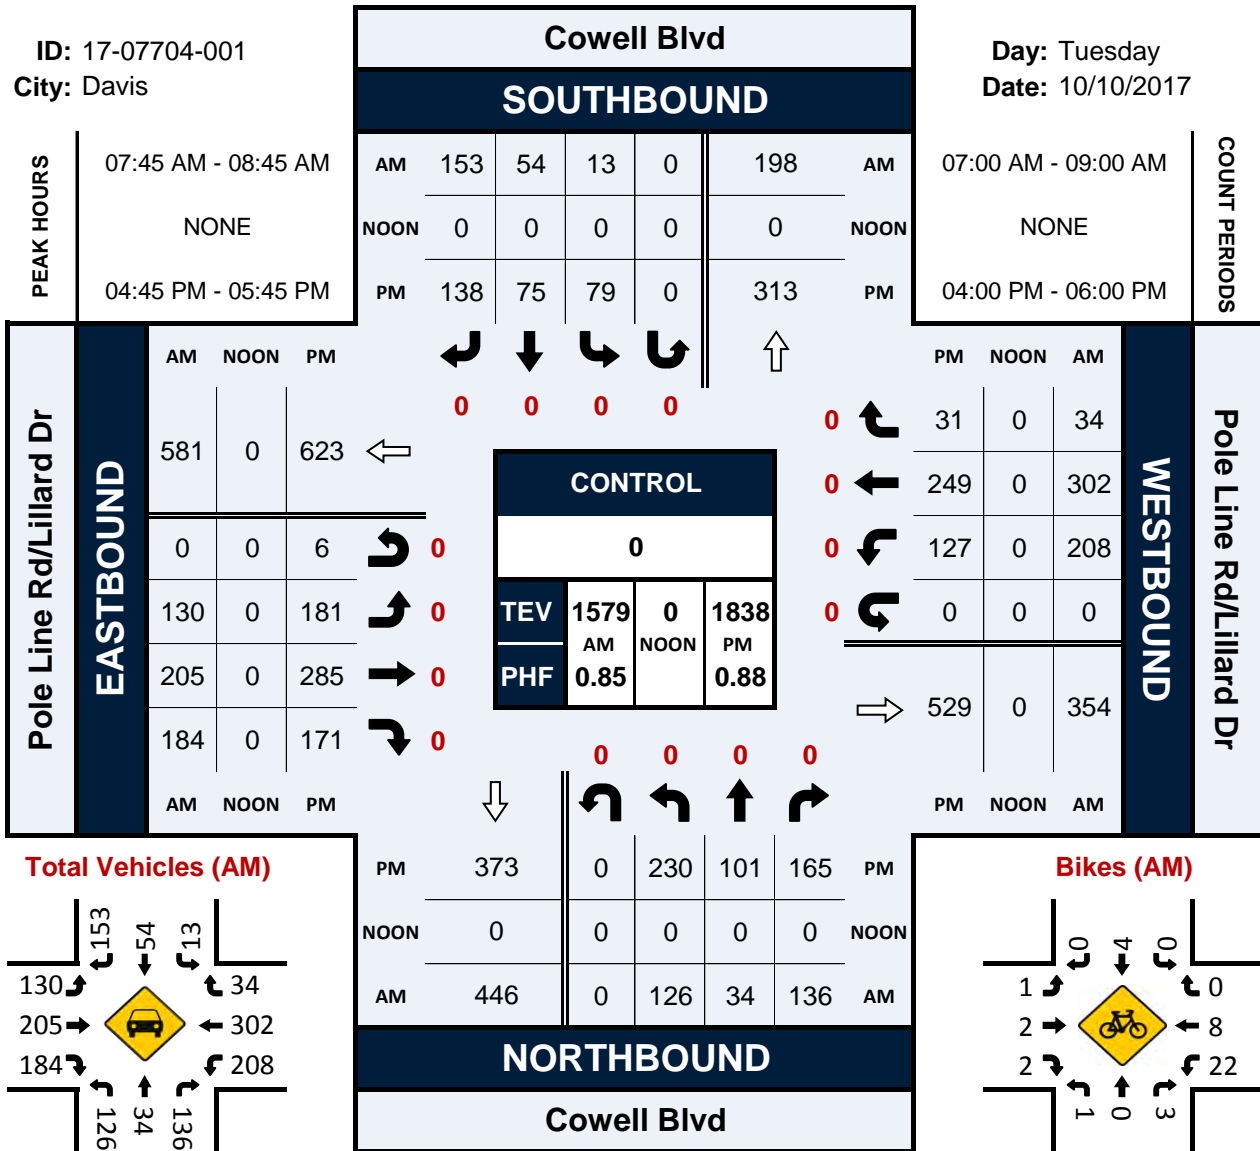 ID: 17-07704-001
City: Davis
Cowell Blvd
SOUTHBOUND
Day: Tuesday
Date: 10/10/2017
PEAK HOURS
07:45 AM - 08:45 AM
NONE
04:45 PM - 05:45 PM
AM 153 54 13 0 198 AM
NOON 0 0 0 0 0 NOON
PM 138 75 79 0 313 PM
07:00 AM - 09:00 AM
NONE
04:00 PM - 06:00 PM
COUNT PERIODS
0 0 0 0
Pole Line Rd/Lillard Dr
EASTBOUND
AM NOON PM
581 0 623
0 0 6 0
130 0 181 0
205 0 285 0
184 0 171 0
AM NOON PM
CONTROL
0
TEV 1579 0 1838
AM NOON PM
PHF 0.85 0.88
PM NOON AM
0 31 0 34
0 249 0 302
0 127 0 208
0 0 0 0
529 0 354
PM NOON AM
WESTBOUND
Pole Line Rd/Lillard Dr
0 0 0 0
PM 373 0 230 101 165 PM
NOON 0 0 0 0 0 NOON
AM 446 0 126 34 136 AM
NORTHBOUND
Cowell Blvd
Total Vehicles (AM)
153 54 13
130 34
205 302
184 208
126 34 136
Bikes (AM)
0 4 0
1 0
2 8
2 22
1 0 3